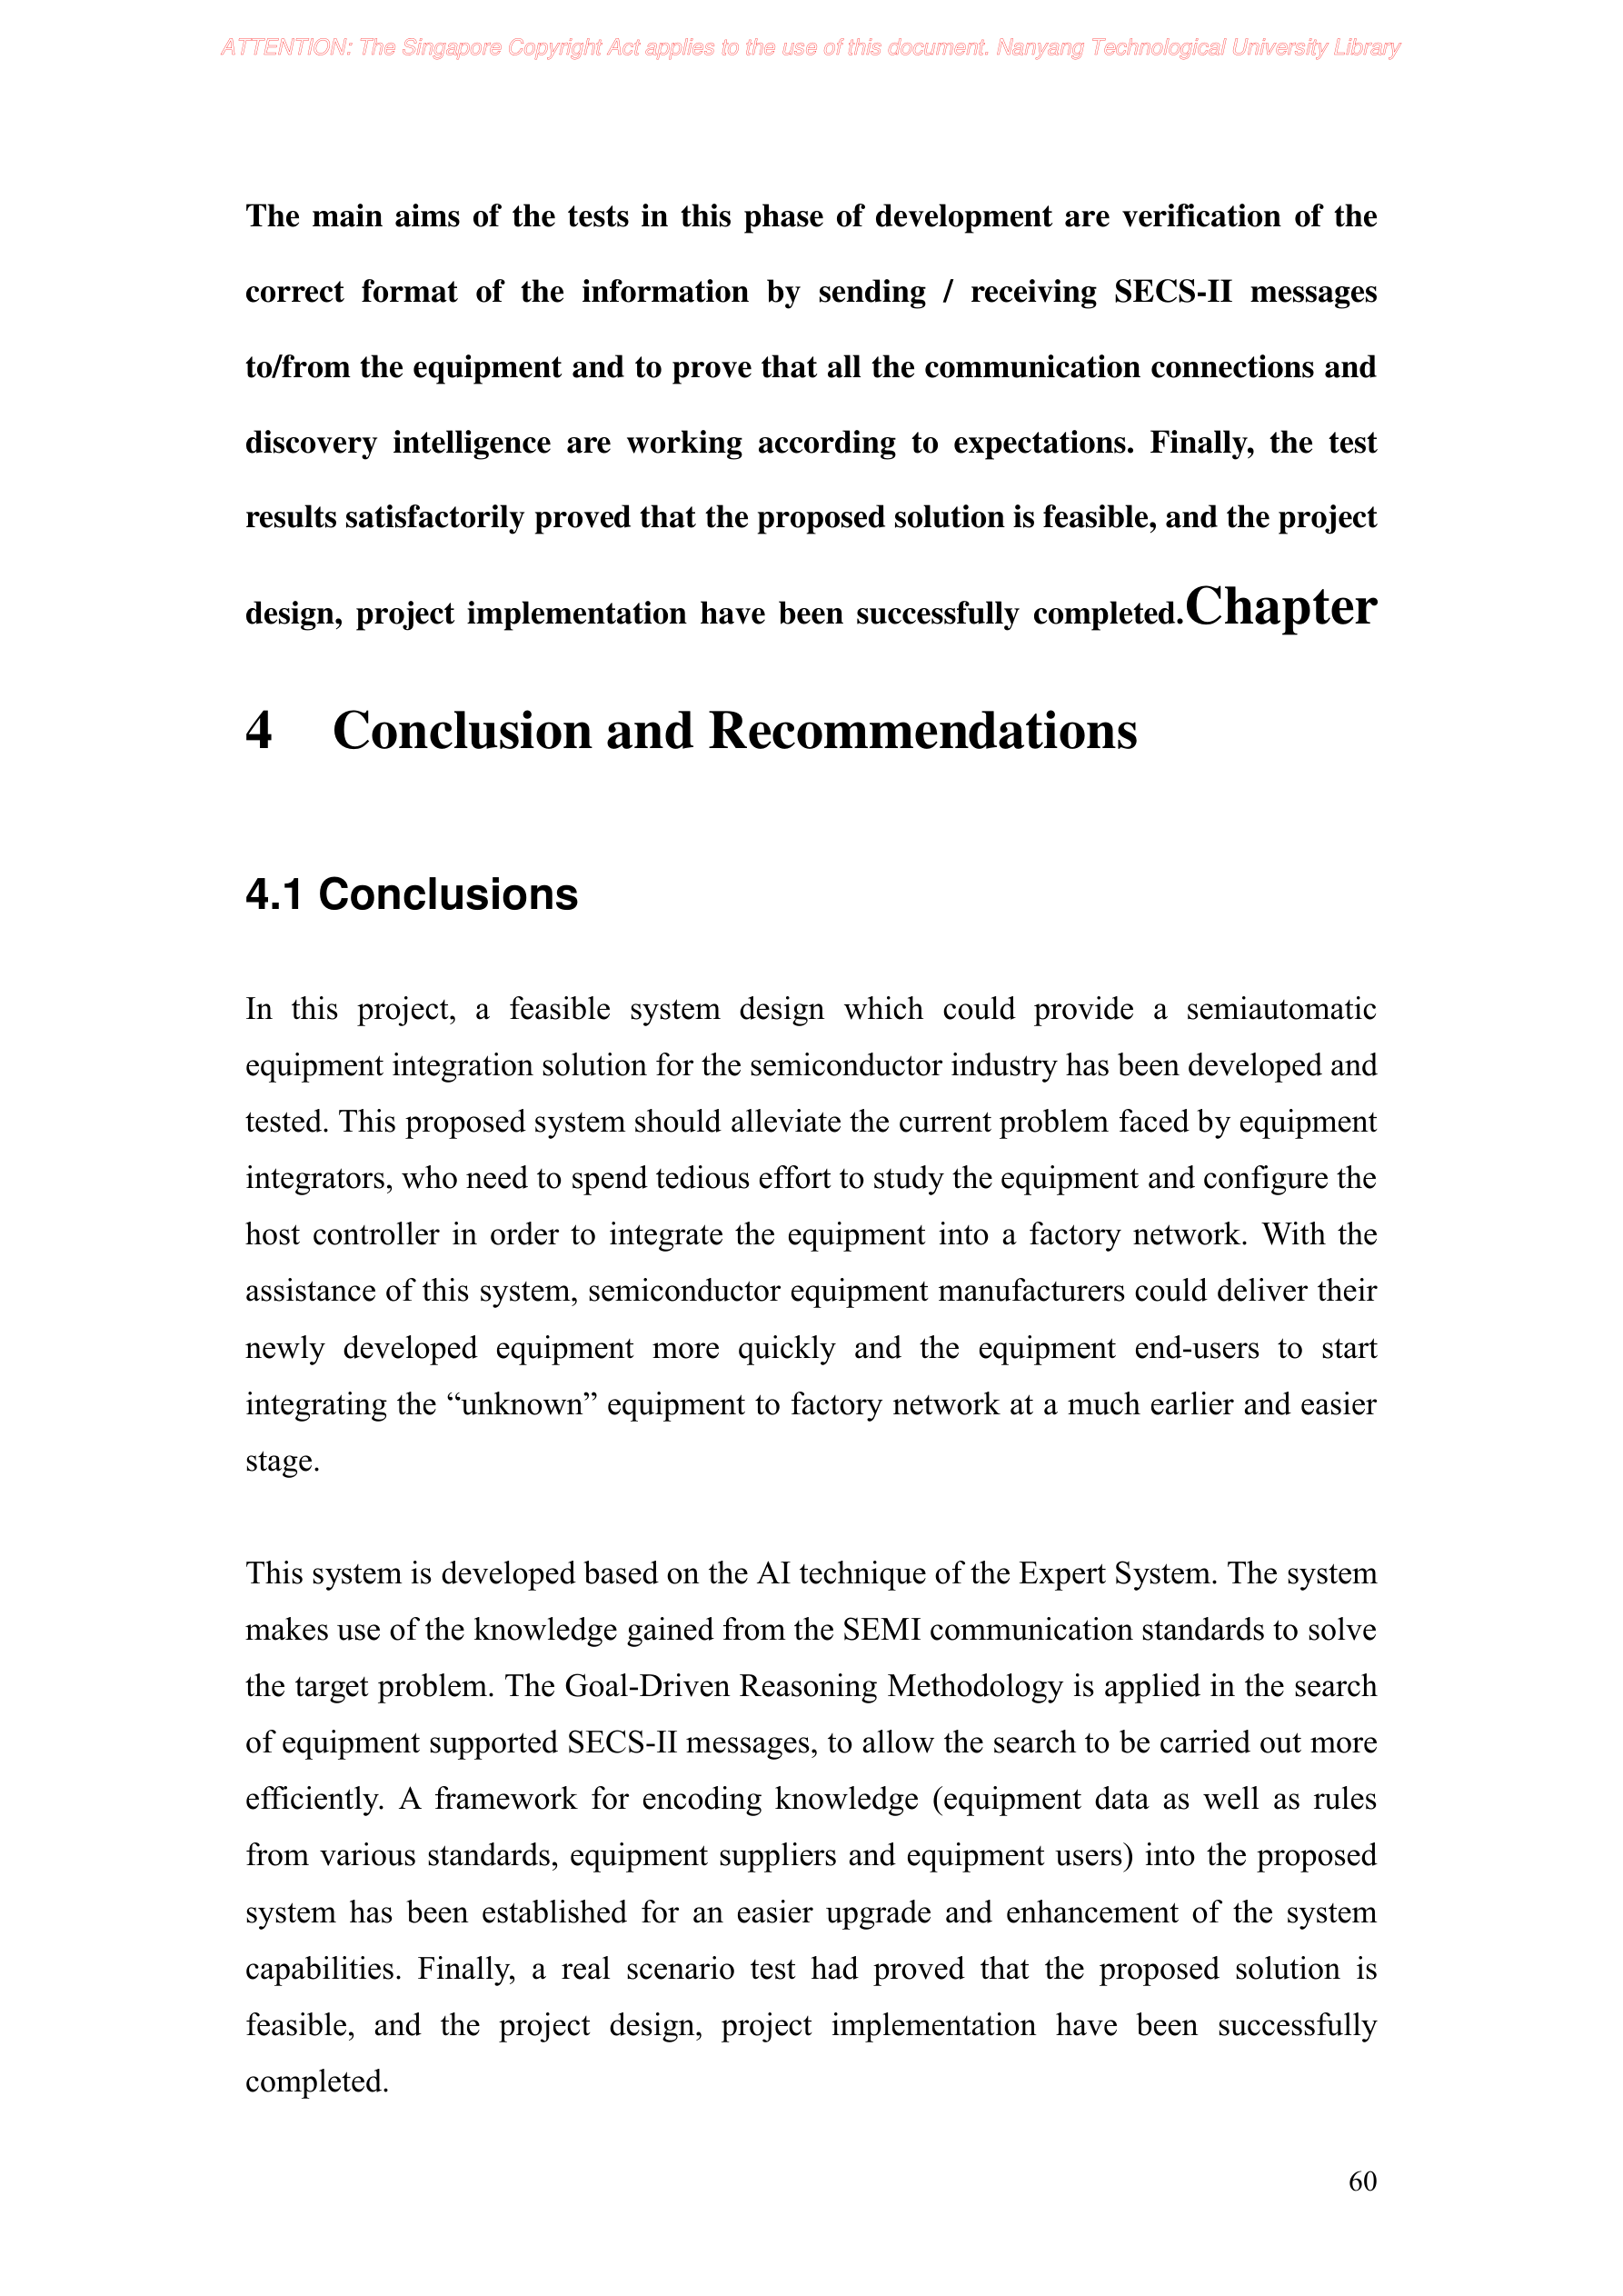 ATTENTION: The Singapore Copyright Act applies to the use of this document. Nanyang Technological University Library
The main aims of the tests in this phase of development are verification of the
correct format of the information by sending / receiving SECS-II messages
to/from the equipment and to prove that all the communication connections and
discovery intelligence are working according to expectations. Finally, the test
results satisfactorily proved that the proposed solution is feasible, and the project
design, project implementation have been successfully completed.Chapter
4 Conclusion and Recommendations
4.1 Conclusions
In this project, a feasible system design which could provide a semiautomatic
equipment integration solution for the semiconductor industry has been developed and
tested. This proposed system should alleviate the current problem faced by equipment
integrators, who need to spend tedious effort to study the equipment and configure the
host controller in order to integrate the equipment into a factory network. With the
assistance of this system, semiconductor equipment manufacturers could deliver their
newly developed equipment more quickly and the equipment end-users to start
integrating the “unknown” equipment to factory network at a much earlier and easier
stage.
This system is developed based on the AI technique of the Expert System. The system
makes use of the knowledge gained from the SEMI communication standards to solve
the target problem. The Goal-Driven Reasoning Methodology is applied in the search
of equipment supported SECS-II messages, to allow the search to be carried out more
efficiently. A framework for encoding knowledge (equipment data as well as rules
from various standards, equipment suppliers and equipment users) into the proposed
system has been established for an easier upgrade and enhancement of the system
capabilities. Finally, a real scenario test had proved that the proposed solution is
feasible, and the project design, project implementation have been successfully
completed.
60